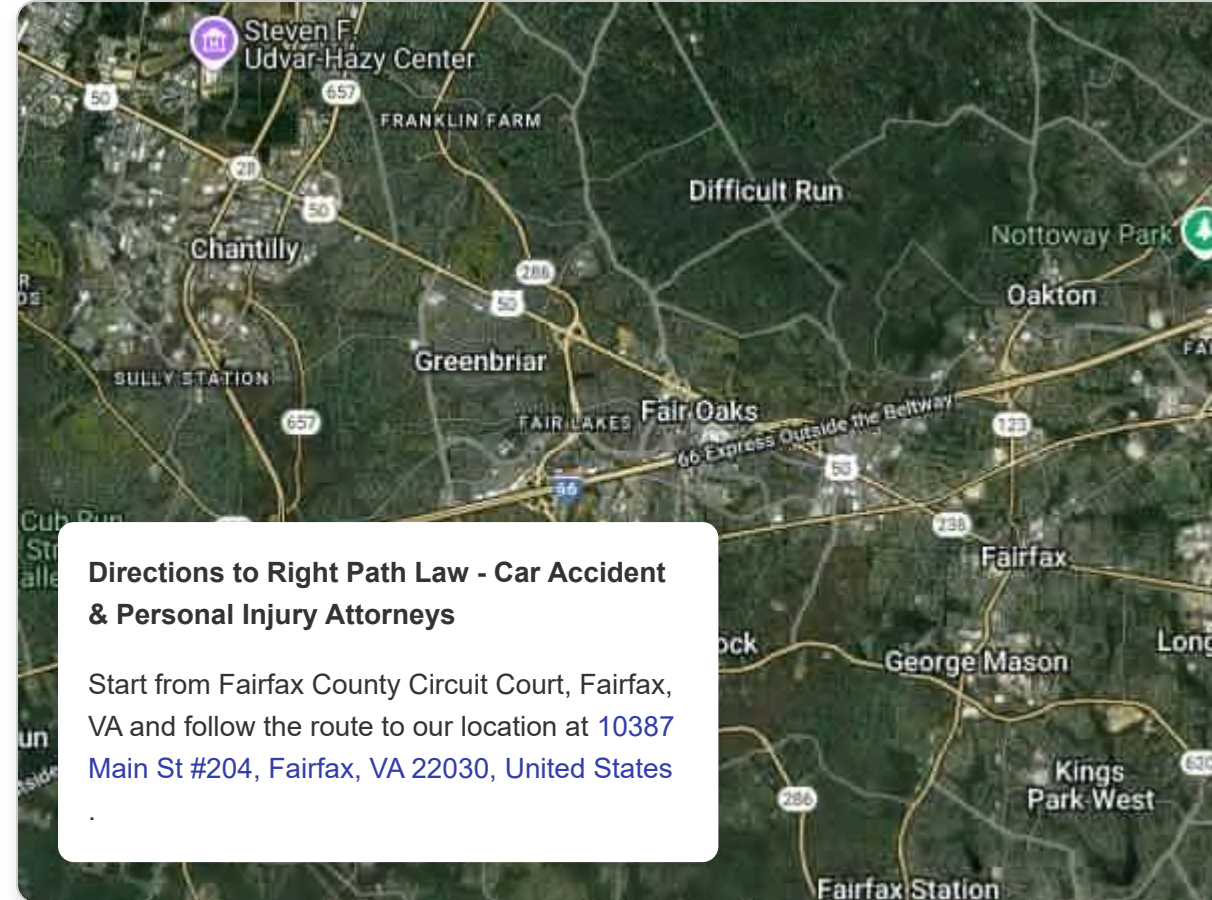 Steven F.
Udvar-Hazy Center
50
657
FRANKLIN FARM
28
50
Difficult Run
Chantilly
Nottoway Park
286
50
Oakton
Greenbriar
SULLY STATION
FAIR LAKES
Fair Oaks
66 Express Outside the Beltway
657
123
50
66
238
Cub Run
Fairfax
Directions to Right Path Law - Car Accident
& Personal Injury Attorneys
Start from Fairfax County Circuit Court, Fairfax,
VA and follow the route to our location at 10387
Main St #204, Fairfax, VA 22030, United States
.
George Mason
Kings
Park West
620
286
Fairfax Station